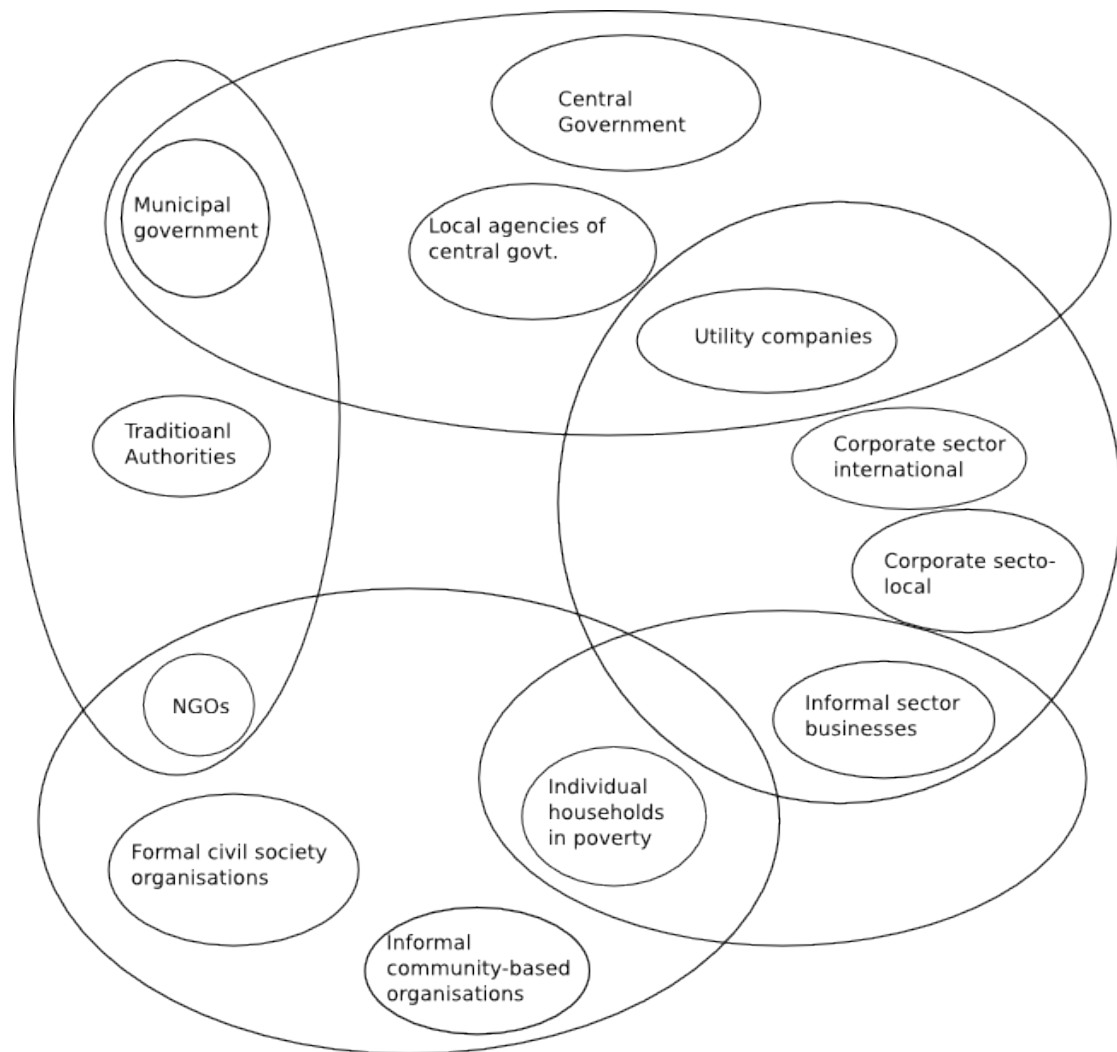 Central
Government
Municipal
government
Local agencies of
central govt.
Utility companies
Traditioanl
Authorities
Corporate sector
international
Corporate secto-
local
NGOs
Informal sector
businesses
Individual
households
in poverty
Formal civil society
organisations
Informal
community-based
organisations